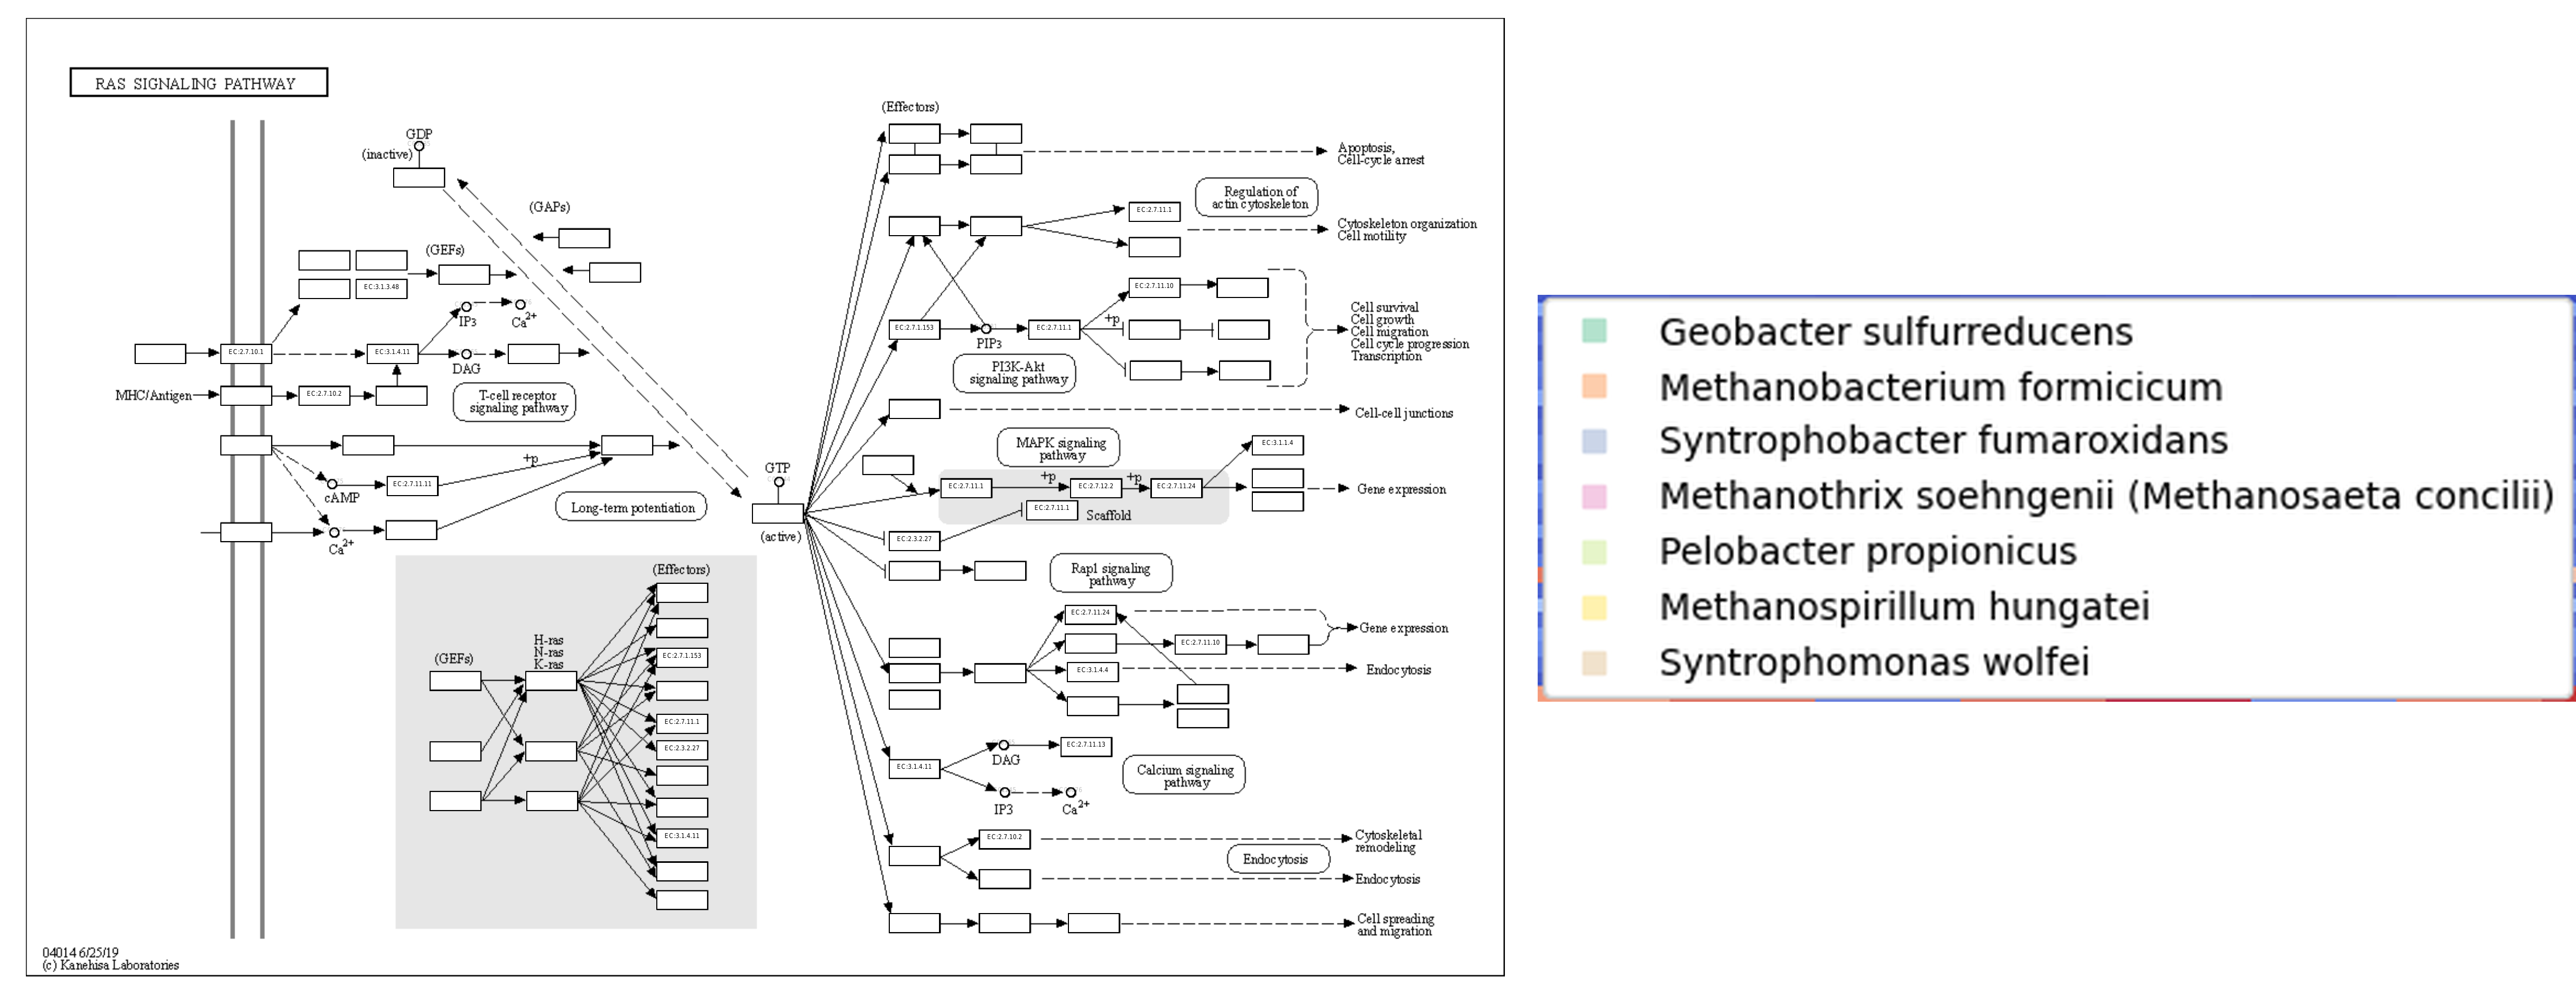 RAS SIGNALING PATHWAY
(Effectors)
GDP
(inactive)
Apoptosis,
Cell-cycle arrest
(GAPs)
Regulation of
actin cytoskeleton
EC:2.7.11.1
Cytoskeleton organization
Cell motility
(GEFs)
EC:3.1.3.48
IP3
Ca2+
EC:2.7.11.10
Cell survival
Cell growth
Cell migration
Cell cycle progression
Transcription
EC:2.7.1.153
PIP3
EC:2.7.11.1
+p
EC:2.7.10.1
EC:3.1.4.11
DAG
PI3K-Akt
signaling pathway
MHC/Antigen
EC:2.7.10.2
T-cell receptor
signaling pathway
Cell-cell junctions
MAPK signaling
pathway
EC:3.1.1.4
+p
cAMP
EC:2.7.11.11
GTP
EC:2.7.11.1
+p
EC:2.7.12.2
+p
EC:2.7.11.24
Gene expression
Long-term potentiation
EC:2.7.11.1
Scaffold
Ca2+
(active)
EC:2.3.2.27
Rap1 signaling
pathway
(Effectors)
EC:2.7.11.24
Gene expression
H-ras
N-ras
K-ras
(GEFs)
EC:2.7.1.153
EC:2.7.11.10
EC:3.1.4.4
Endocytosis
EC:2.7.11.1
EC:2.3.2.27
DAG
EC:2.7.11.13
EC:3.1.4.11
Calcium signaling
pathway
IP3
Ca2+
EC:3.1.4.11
EC:2.7.10.2
Cytoskeletal
remodeling
Endocytosis
Endocytosis
Cell spreading
and migration
04014 6/25/19
(c) Kanehisa Laboratories
Geobacter sulfurreducens
Methanobacterium formicicum
Syntrophobacter fumaroxidans
Methanothrix soehngenii (Methanosaeta concilii)
Pelobacter propionicus
Methanospirillum hungatei
Syntrophomonas wolfei